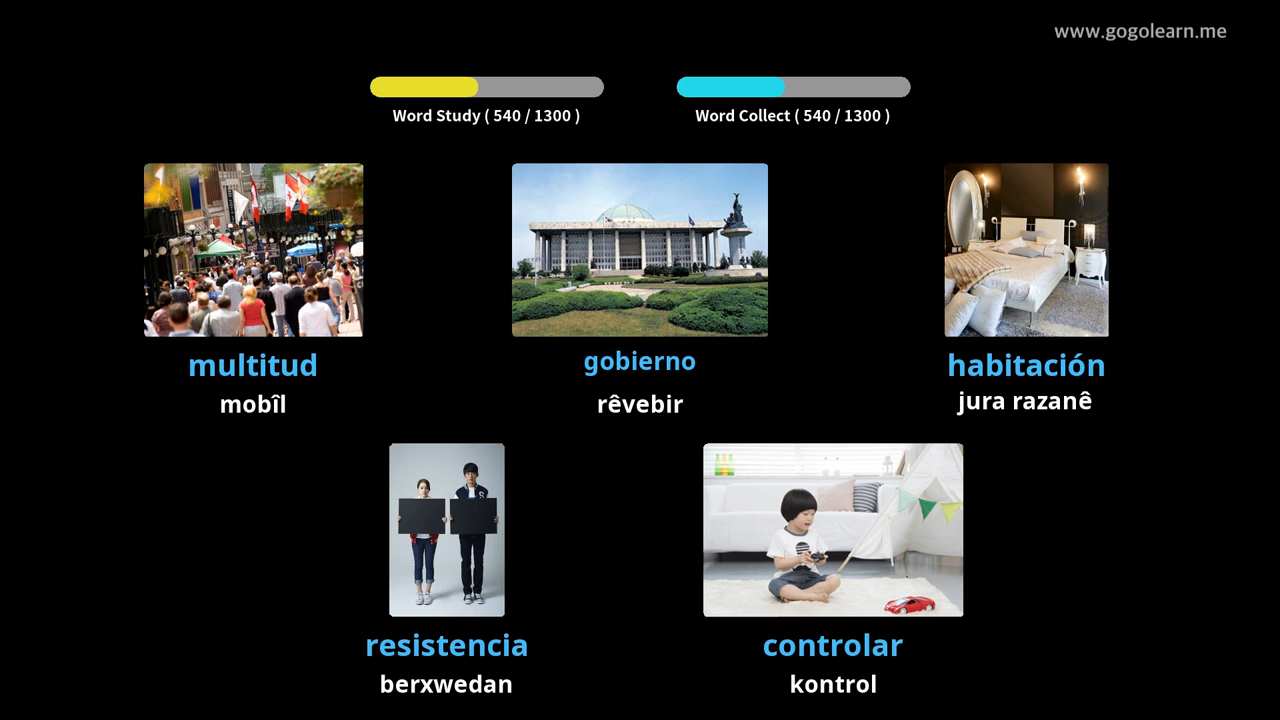 www.gogolearn.me
Word Study ( 540 / 1300 )
Word Collect ( 540 / 1300 )
multitud
mobîl
gobierno
rêvebir
habitación
jura razanê
resistencia
berxwedan
controlar
kontrol